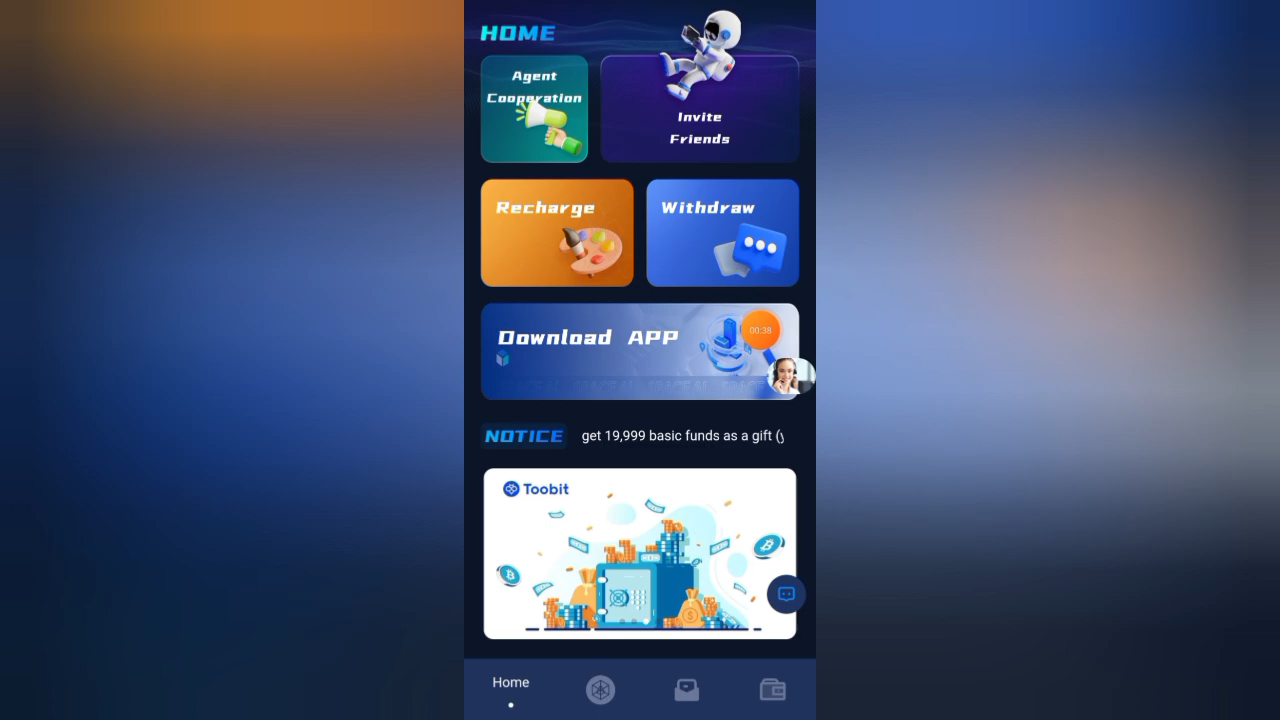 HOME
Agent
Cooperation
Invite
Friends
Recharge
Withdraw
Download APP
00:38
NOTICE
get 19,999 basic funds as a gift (
Toobit
Home